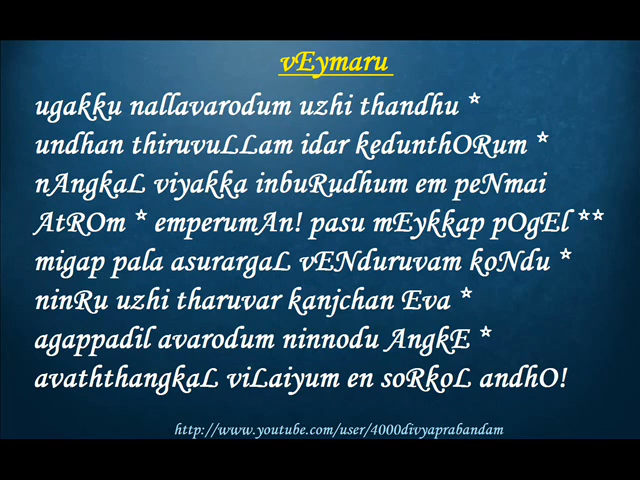 vEymaru
ugakku nallavarodum uzhi thandhu *
undhan thiruvuLLam idar kedunthORum *
nAngkaL viyakka inbuRudhum em peNmai
AtROm * emperumAn! pasu mEykkap pOgEl **
migap pala asurargaL vENduruvam koNdu *
ninRu uzhi tharuvar kanjchan Eva *
agappadil avarodum ninnodu AngkE *
avaththangkaL viLaiyum en soRkoL andhO!
http://www.youtube.com/user/4000divyaprabandam